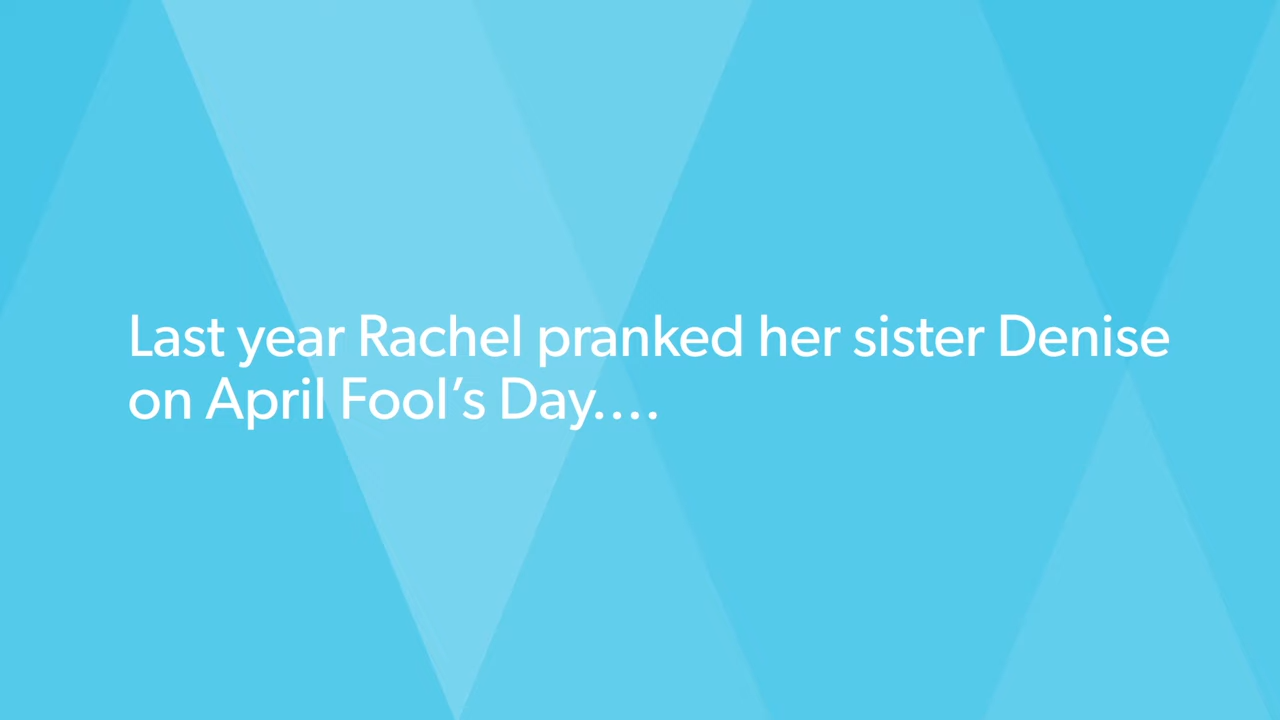 Last year Rachel pranked her sister Denise
on April Fool’s Day....